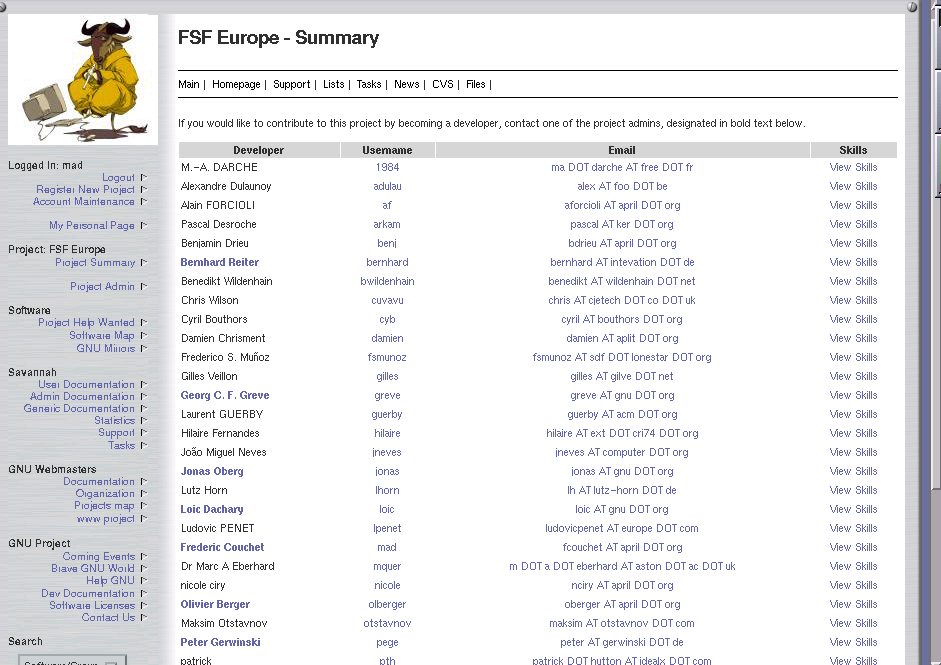 FSF Europe - Summary
Main | Homepage | Support | Lists | Tasks | News | CVS | Files |
If you would like to contribute to this project by becoming a developer, contact one of the project admins, designated in bold text below.
Developer Username Email Skills
M.-A. DARCHE 1984 ma DOT darche AT free DOT fr View Skills
Alexandre Dulaunoy adulau alex AT foo DOT be View Skills
Alain FORCIOLI af aforcioli AT april DOT org View Skills
Pascal Desroche arkam pascal AT ker DOT org View Skills
Benjamin Drieu benj bdrieu AT april DOT org View Skills
Bernhard Reiter bernhard bernhard AT intevation DOT de View Skills
Benedikt Wildenhain bwildenhain benedikt AT wildenhain DOT net View Skills
Chris Wilson cuvavu chris AT cjetech DOT co DOT uk View Skills
Cyril Bouthors cyb cyril AT bouthors DOT org View Skills
Damien Chrisment damien damien AT aplit DOT org View Skills
Frederico S. Muñoz fsmunoz fsmunoz AT sdf DOT lonestar DOT org View Skills
Gilles Veillon gilles gilles AT gilve DOT net View Skills
Georg C. F. Greve greve greve AT gnu DOT org View Skills
Laurent GUERBY guerby guerby AT acm DOT org View Skills
Hilaire Fernandes hilaire hilaire AT ext DOT cri74 DOT org View Skills
João Miguel Neves jneves jneves AT computer DOT org View Skills
Jonas Oberg jonas jonas AT gnu DOT org View Skills
Lutz Horn lhorn lh AT lutz-horn DOT de View Skills
Loic Dachary loic loic AT gnu DOT org View Skills
Ludovic PENET lpenet ludovicpenet AT europe DOT com View Skills
Frederic Couchet mad fcouchet AT april DOT org View Skills
Dr Marc A Eberhard mquer m DOT a DOT eberhard AT aston DOT ac DOT uk View Skills
nicole ciry nicole nciry AT april DOT org View Skills
Olivier Berger olberger oberger AT april DOT org View Skills
Maksim Otstavnov otstavnov maksim AT otstavnov DOT com View Skills
Peter Gerwinski pege peter AT gerwinski DOT de View Skills
patrick pth patrick DOT hutton AT idealx DOT com View Skills
Logged In: mad
Logout
Register New Project
Account Maintenance
My Personal Page
Project: FSF Europe
Project Summary
Project Admin
Software
Project Help Wanted
Software Map
GNU Mirrors
Savannah
User Documentation
Admin Documentation
Generic Documentation
Statistics
Support
Tasks
GNU Webmasters
Documentation
Organization
Projects map
www project
GNU Project
Coming Events
Brave GNU World
Help GNU
Dev Documentation
Software Licenses
Contact Us
Search
Software/Group